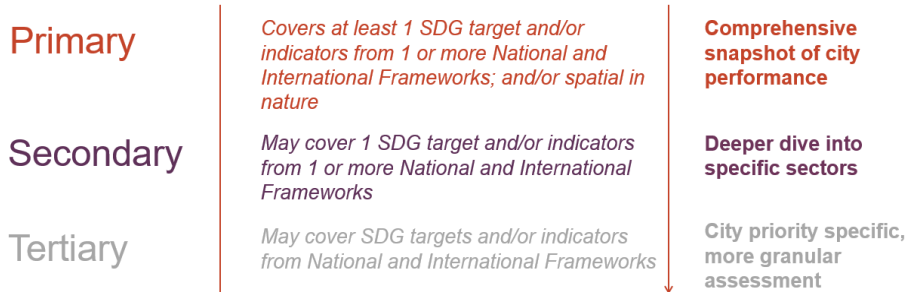 Primary
Covers at least 1 SDG target and/or
indicators from 1 or more National and
International Frameworks; and/or spatial in
nature
Comprehensive
snapshot of city
performance
Secondary
May cover 1 SDG target and/or indicators
from 1 or more National and International
Frameworks
Deeper dive into
specific sectors
Tertiary
May cover SDG targets and/or indicators
from National and International Frameworks
City priority specific,
more granular
assessment